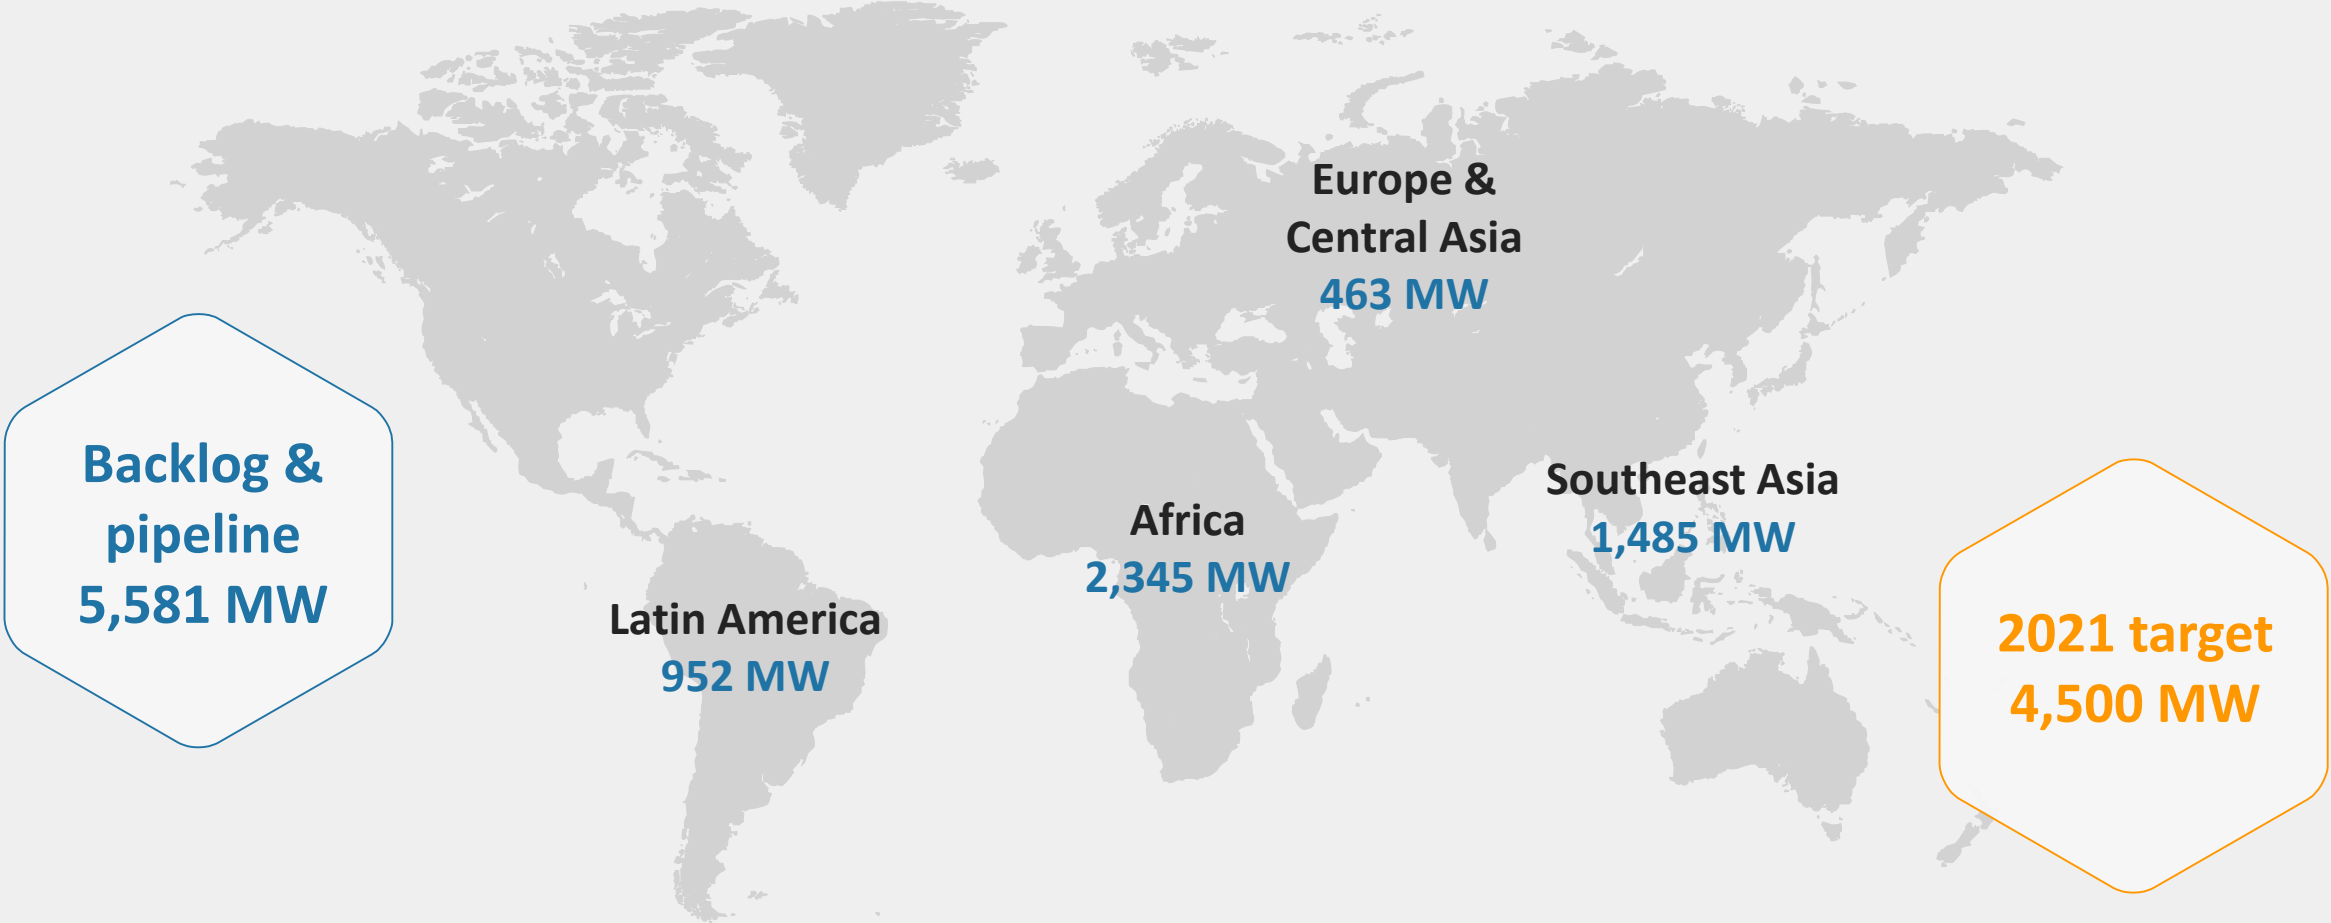 Backlog &
pipeline
5,581 MW
Latin America
952 MW
Africa
2,345 MW
Europe &
Central Asia
463 MW
Southeast Asia
1,485 MW
2021 target
4,500 MW